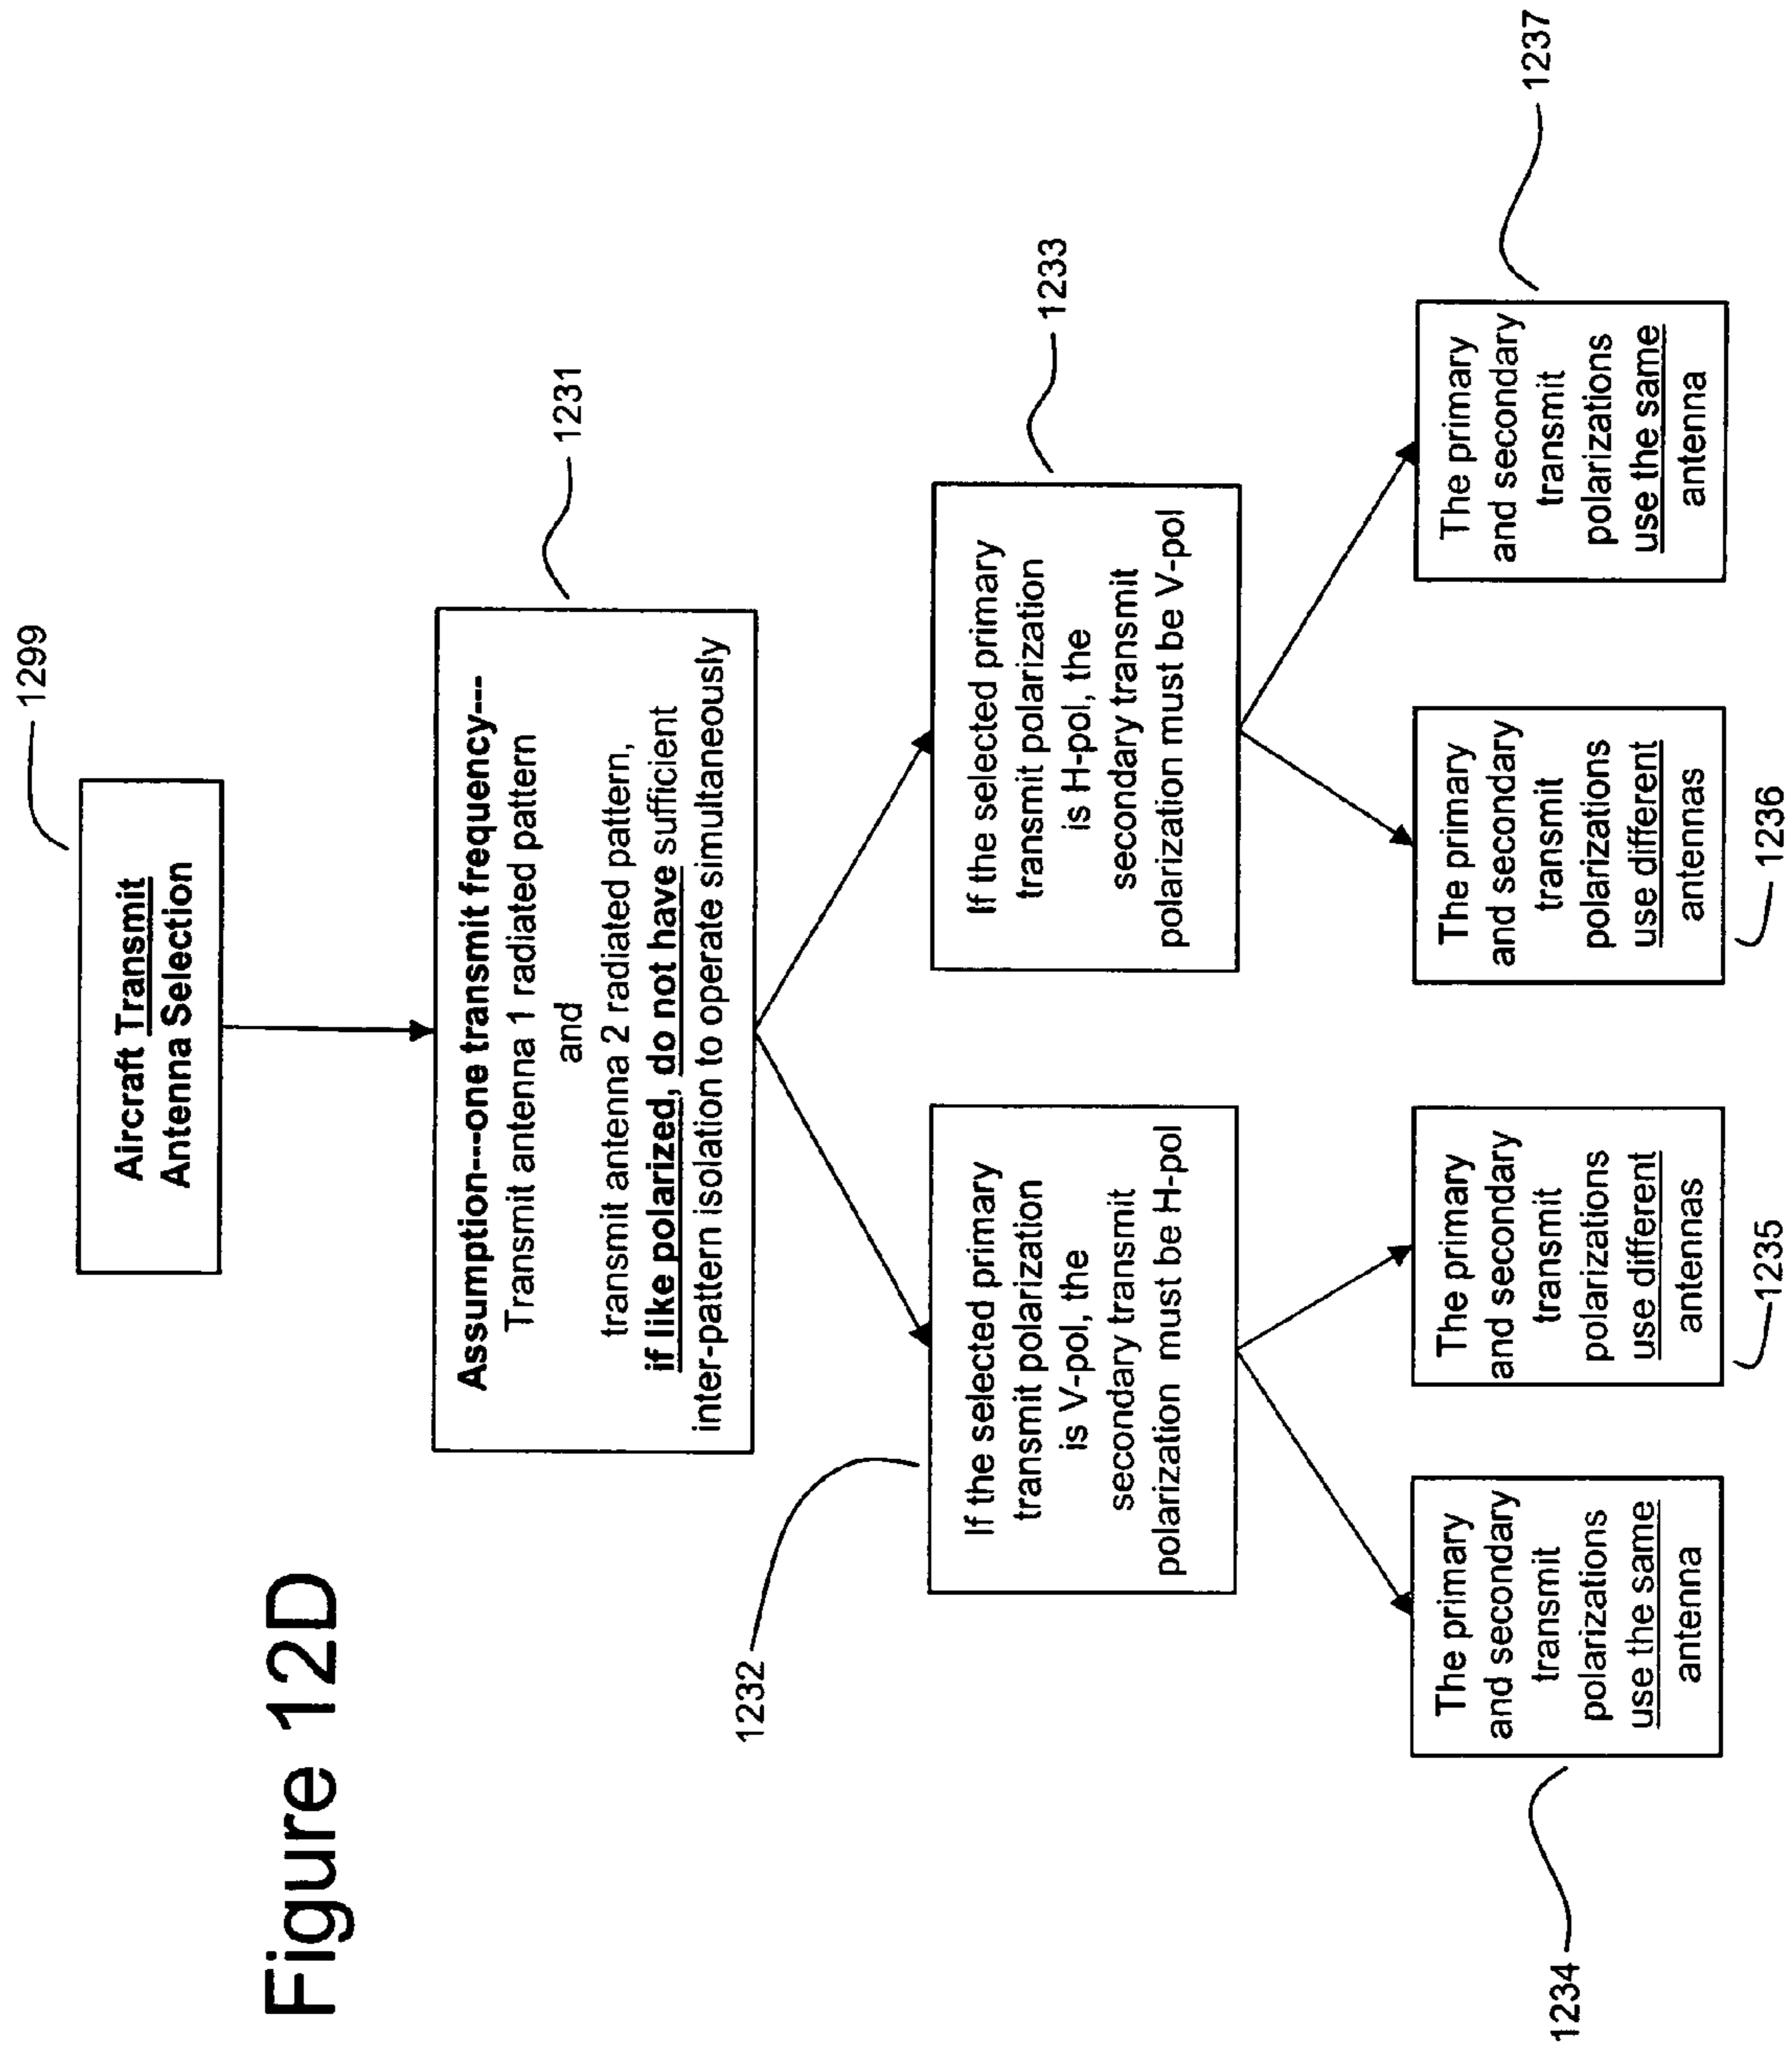 Figure 12D
1299
Aircraft Transmit
Antenna Selection
1231
Assumption---one transmit frequency---
Transmit antenna 1 radiated pattern
and
transmit antenna 2 radiated pattern,
if like polarized, do not have sufficient
inter-pattern isolation to operate simultaneously
1232
If the selected primary
transmit polarization
is V-pol, the
secondary transmit
polarization must be H-pol
1233
If the selected primary
transmit polarization
is H-pol, the
secondary transmit
polarization must be V-pol
1234
The primary
and secondary
transmit
polarizations
use the same
antenna
The primary
and secondary
transmit
polarizations
use different
antennas
1235
The primary
and secondary
transmit
polarizations
use different
antennas
1236
1237
The primary
and secondary
transmit
polarizations
use the same
antenna